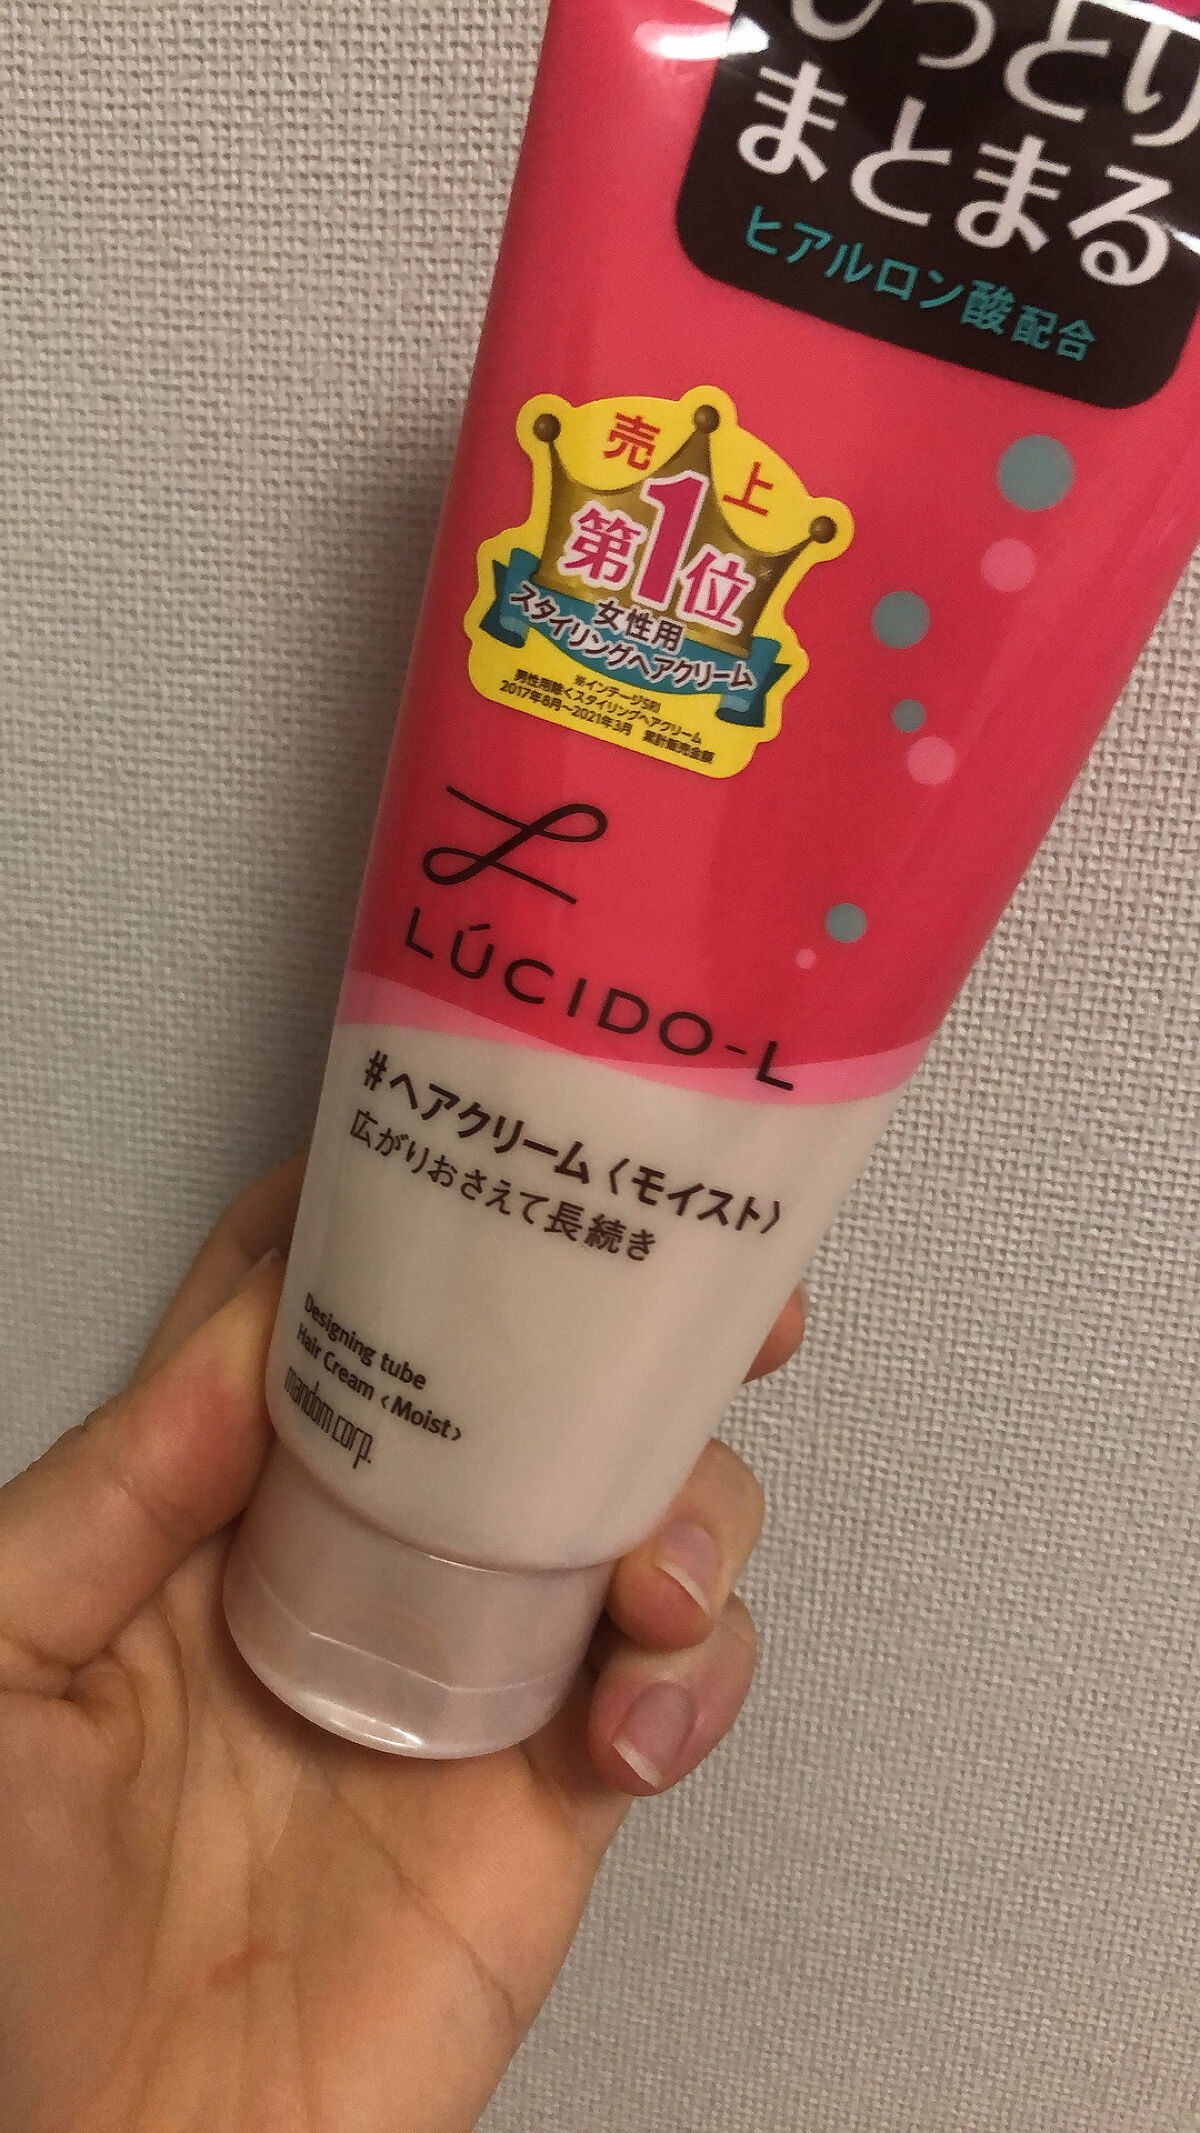 しっとり
まとまる
ヒアルロン酸配合
売上
第1位
女性用
スタイリングヘアクリーム
※インテージSRI
男性用除くスタイリングヘアクリーム
2017年8月～2021年3月 累計販売金額
LÚCIDO-L
#ヘアクリーム〈モイスト〉
広がりおさえて長続き
Designing tube
Hair Cream〈Moist〉
mandom corp.